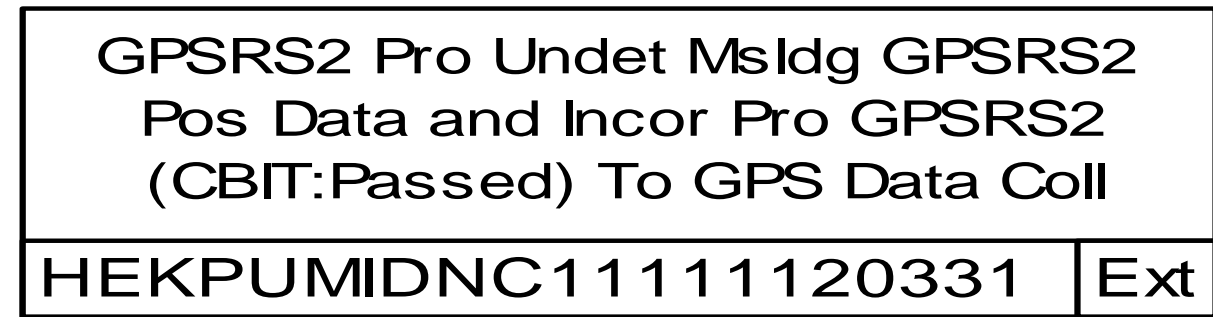 GPSRS2 Pro Undet Msldg GPSRS2
Pos Data and Incor Pro GPSRS2
(CBIT:Passed) To GPS Data Coll
HEKPUMIDNC11111120331 Ext